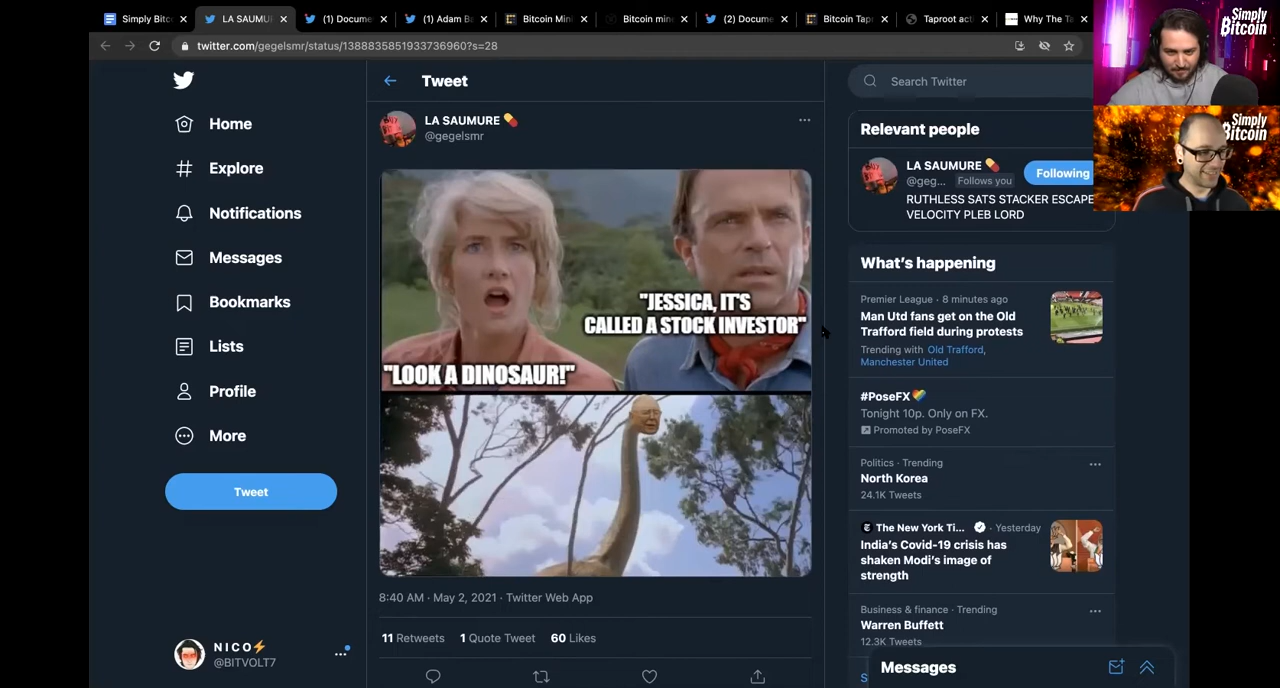 Simply Bitc
LA SAUMU
(1) Docume
(1) Adam Ba
Bitcoin Min
Bitcoin mine
(2) Docume
Bitcoin Tap
Taproot act
Why The Ta
twitter.com/gegelsmr/status/1388835851933736960?s=28
Simply
Bitcoin
Simply
Bitcoin
Home
Explore
Notifications
Messages
Bookmarks
Lists
Profile
More
Tweet
NICO⚡
@BITVOLT7
Tweet
LA SAUMURE 💊
@gegelsmr
"JESSICA, IT'S
CALLED A STOCK INVESTOR"
"LOOK A DINOSAUR!"
8:40 AM · May 2, 2021 · Twitter Web App
11 Retweets 1 Quote Tweet 60 Likes
Search Twitter
Relevant people
LA SAUMURE 💊
@geg... Follows you
Following
RUTHLESS SATS STACKER ESCAPE
VELOCITY PLEB LORD
What's happening
Premier League · 8 minutes ago
Man Utd fans get on the Old
Trafford field during protests
Trending with Old Trafford,
Manchester United
#PoseFX
Tonight 10p. Only on FX.
Promoted by PoseFX
Politics · Trending
North Korea
24.1K Tweets
The New York Ti... · Yesterday
India's Covid-19 crisis has
shaken Modi's image of
strength
Business & finance · Trending
Warren Buffett
12.3K Tweets
S
Messages